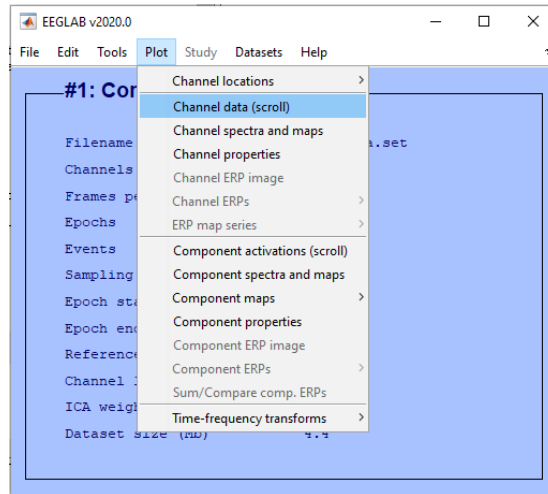 EEGLAB v2020.0
File Edit Tools Plot Study Datasets Help
#1: Cor
Channel locations
Channel data (scroll)
Channel spectra and maps
Channel properties
Channel ERP image
Channel ERPs
ERP map series
Component activations (scroll)
Component spectra and maps
Component maps
Component properties
Component ERP image
Component ERPs
Sum/Compare comp. ERPs
Time-frequency transforms
Filename a.set
Channels
Frames pe
Epochs
Events
Sampling
Epoch sta
Epoch end
Reference
Channel l
ICA weigh
Dataset size (Mb) 4.4